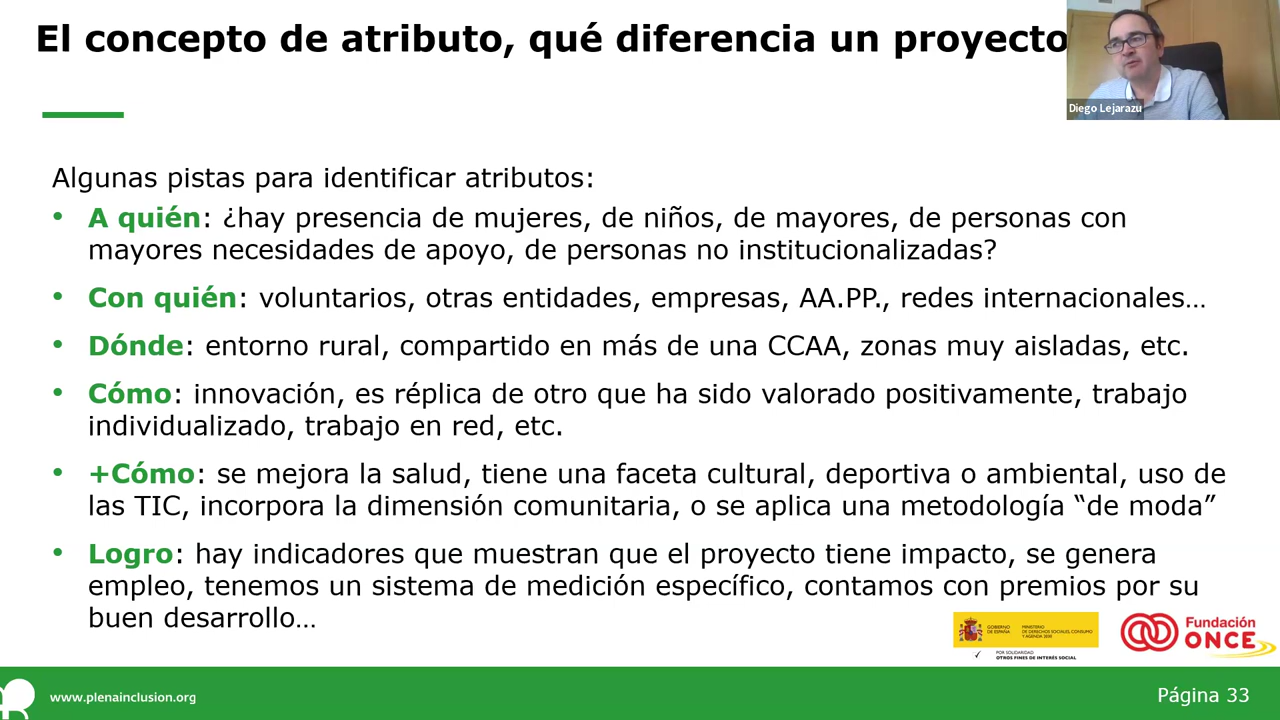 El concepto de atributo, qué diferencia un proyecto
Diego Lejarazu
Algunas pistas para identificar atributos:
• A quién: ¿hay presencia de mujeres, de niños, de mayores, de personas con
mayores necesidades de apoyo, de personas no institucionalizadas?
• Con quién: voluntarios, otras entidades, empresas, AA.PP., redes internacionales…
• Dónde: entorno rural, compartido en más de una CCAA, zonas muy aisladas, etc.
• Cómo: innovación, es réplica de otro que ha sido valorado positivamente, trabajo
individualizado, trabajo en red, etc.
• +Cómo: se mejora la salud, tiene una faceta cultural, deportiva o ambiental, uso de
las TIC, incorpora la dimensión comunitaria, o se aplica una metodología “de moda”
• Logro: hay indicadores que muestran que el proyecto tiene impacto, se genera
empleo, tenemos un sistema de medición específico, contamos con premios por su
buen desarrollo…
GOBIERNO
DE ESPAÑA
MINISTERIO
DE DERECHOS SOCIALES, CONSUMO
Y AGENDA 2030
POR SOLIDARIDAD
OTROS FINES DE INTERÉS SOCIAL
Fundación
ONCE
www.plenainclusion.org
Página 33